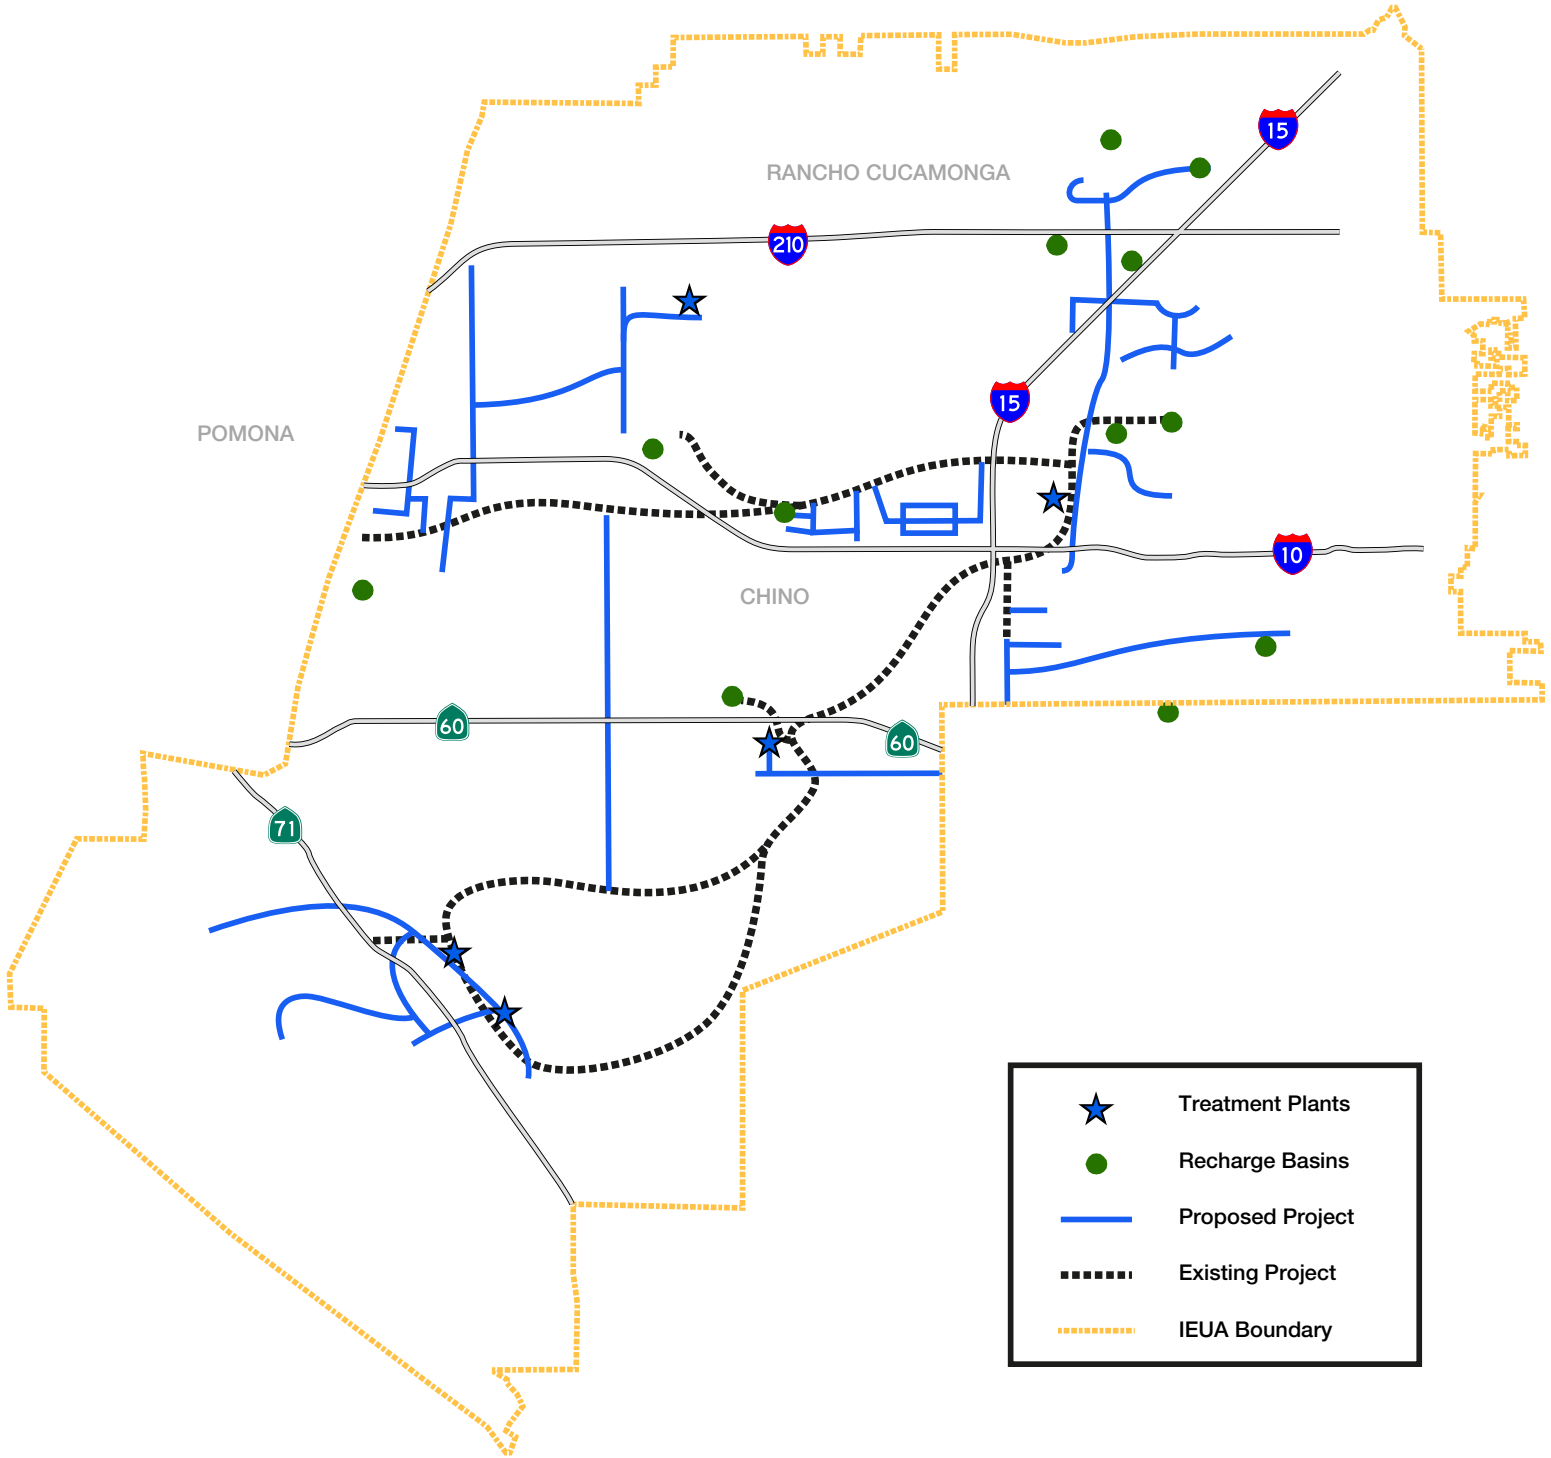 15
RANCHO CUCAMONGA
210
15
POMONA
10
CHINO
60
60
71
Treatment Plants
Recharge Basins
Proposed Project
Existing Project
IEUA Boundary